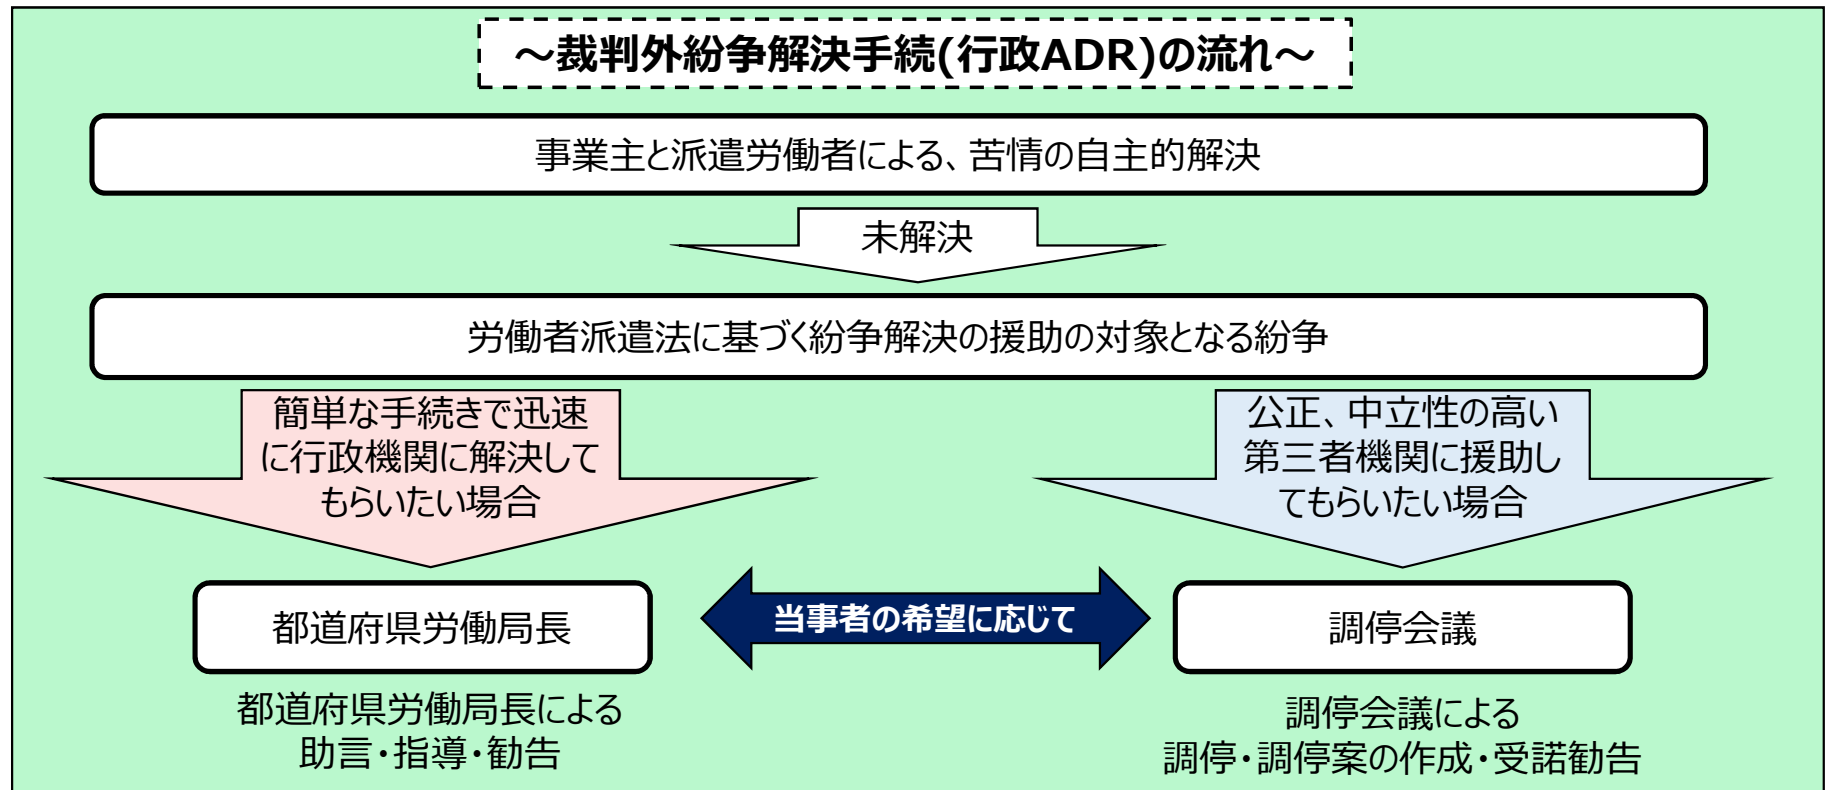 ～裁判外紛争解決手続(行政ADR)の流れ～
事業主と派遣労働者による、苦情の自主的解決
未解決
労働者派遣法に基づく紛争解決の援助の対象となる紛争
簡単な手続きで迅速
に行政機関に解決して
もらいたい場合
公正、中立性の高い
第三者機関に援助し
てもらいたい場合
都道府県労働局長
当事者の希望に応じて
調停会議
都道府県労働局長による
助言・指導・勧告
調停会議による
調停・調停案の作成・受諾勧告